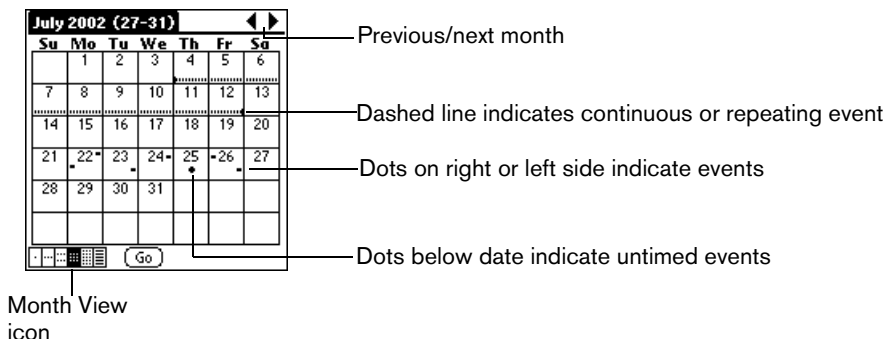 July 2002 (27-31)
Su Mo Tu We Th Fr Sa
1 2 3 4 5 6
7 8 9 10 11 12 13
14 15 16 17 18 19 20
21 22 23 24 25 26 27
28 29 30 31
Go
Previous/next month
Dashed line indicates continuous or repeating event
Dots on right or left side indicate events
Dots below date indicate untimed events
Month View
icon